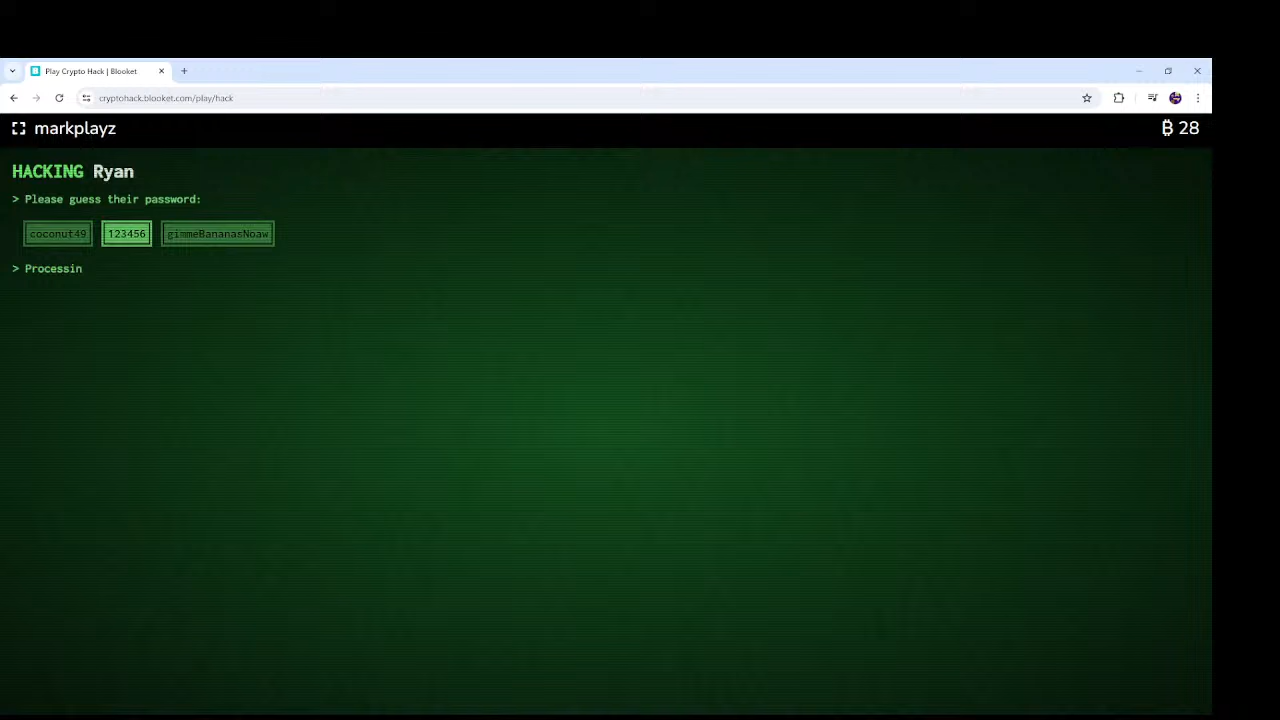 Play Crypto Hack | Blooket
cryptohack.blooket.com/play/hack
markplayz
₿ 28
HACKING Ryan
> Please guess their password:
coconut49 123456 gimmeBananasNoaw
> Processin